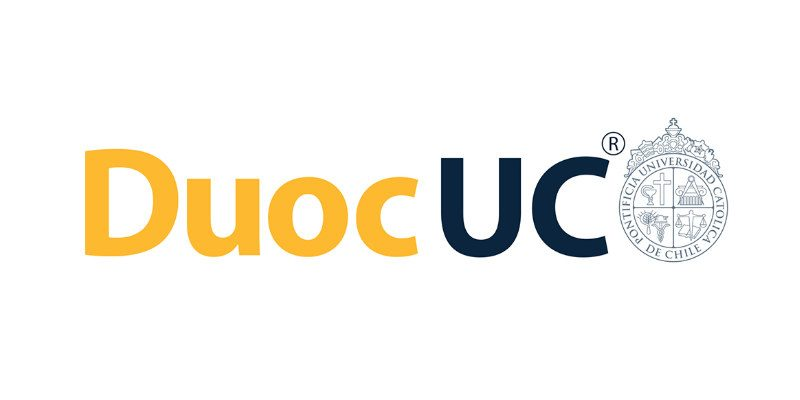 Duoc UC®
PONTIFICIA UNIVERSIDAD CATOLICA
DE CHILE